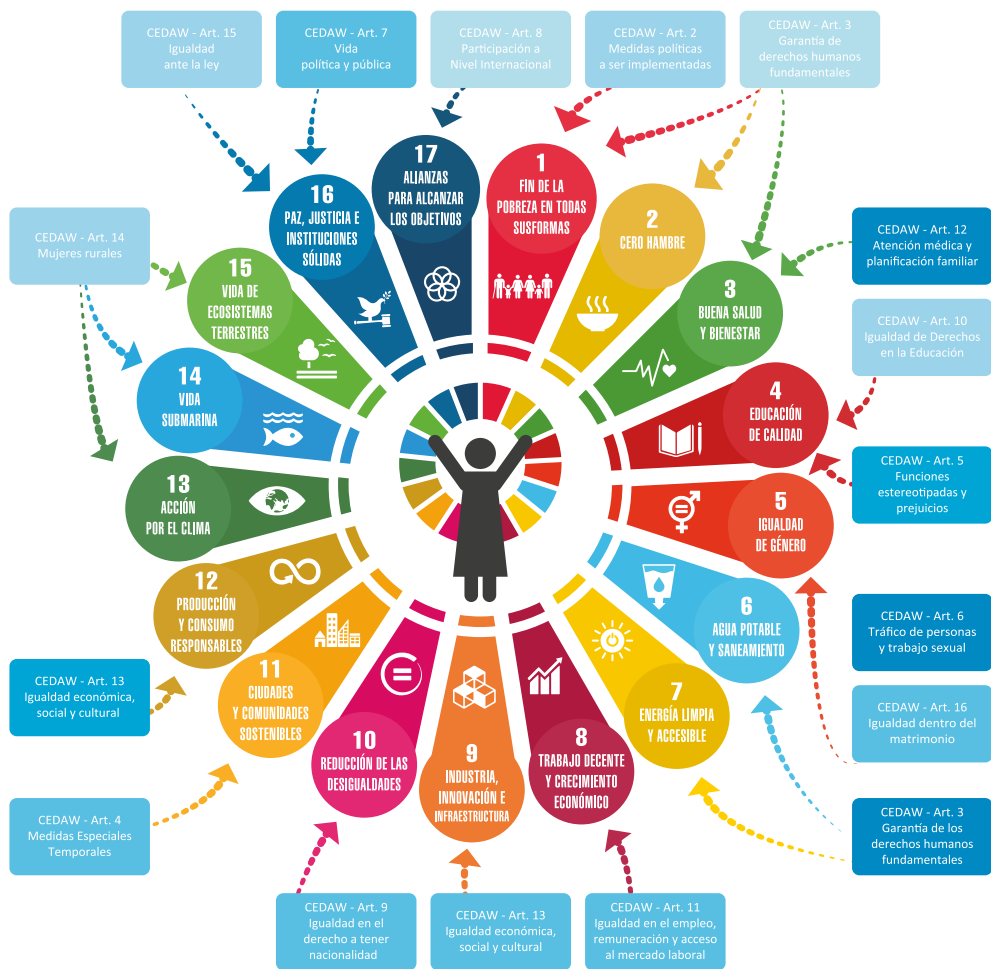 CEDAW - Art. 15
Igualdad
ante la ley
CEDAW - Art. 7
Vida
política y pública
CEDAW - Art. 8
Participación a
Nivel Internacional
CEDAW - Art. 2
Medidas políticas
a ser implementadas
CEDAW - Art. 3
Garantía de
derechos humanos
fundamentales
CEDAW - Art. 14
Mujeres rurales
CEDAW - Art. 12
Atención médica y
planificación familiar
CEDAW - Art. 10
Igualdad de Derechos
en la Educación
CEDAW - Art. 5
Funciones
estereotipadas y
prejuicios
CEDAW - Art. 6
Tráfico de personas
y trabajo sexual
CEDAW - Art. 16
Igualdad dentro del
matrimonio
CEDAW - Art. 3
Garantía de los
derechos humanos
fundamentales
CEDAW - Art. 13
Igualdad económica,
social y cultural
CEDAW - Art. 4
Medidas Especiales
Temporales
CEDAW - Art. 9
Igualdad en el
derecho a tener
nacionalidad
CEDAW - Art. 13
Igualdad económica,
social y cultural
CEDAW - Art. 11
Igualdad en el empleo,
remuneración y acceso
al mercado laboral
1
FIN DE LA
POBREZA EN TODAS
SUSFORMAS
2
CERO HAMBRE
3
BUENA SALUD
Y BIENESTAR
4
EDUCACIÓN
DE CALIDAD
5
IGUALDAD
DE GÉNERO
6
AGUA POTABLE
Y SANEAMIENTO
7
ENERGÍA LIMPIA
Y ACCESIBLE
8
TRABAJO DECENTE
Y CRECIMIENTO
ECONÓMICO
9
INDUSTRIA,
INNOVACIÓN E
INFRAESTRUCTURA
10
REDUCCIÓN DE LAS
DESIGUALDADES
11
CIUDADES
Y COMUNIDADES
SOSTENIBLES
12
PRODUCCIÓN
Y CONSUMO
RESPONSABLES
13
ACCIÓN
POR EL CLIMA
14
VIDA
SUBMARINA
15
VIDA DE
ECOSISTEMAS
TERRESTRES
16
PAZ, JUSTICIA E
INSTITUCIONES
SÓLIDAS
17
ALIANZAS
PARA ALCANZAR
LOS OBJETIVOS